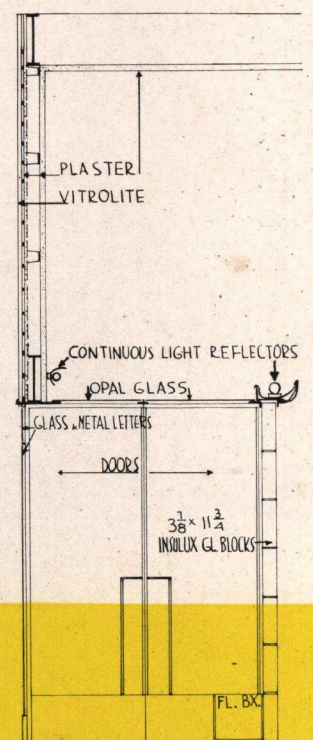 PLASTER
VITROLITE
CONTINUOUS LIGHT REFLECTORS
OPAL GLASS
GLASS & METAL LETTERS
DOORS
3 7/8 x 11 3/4
INSULUX GL. BLOCKS
FL. BX.